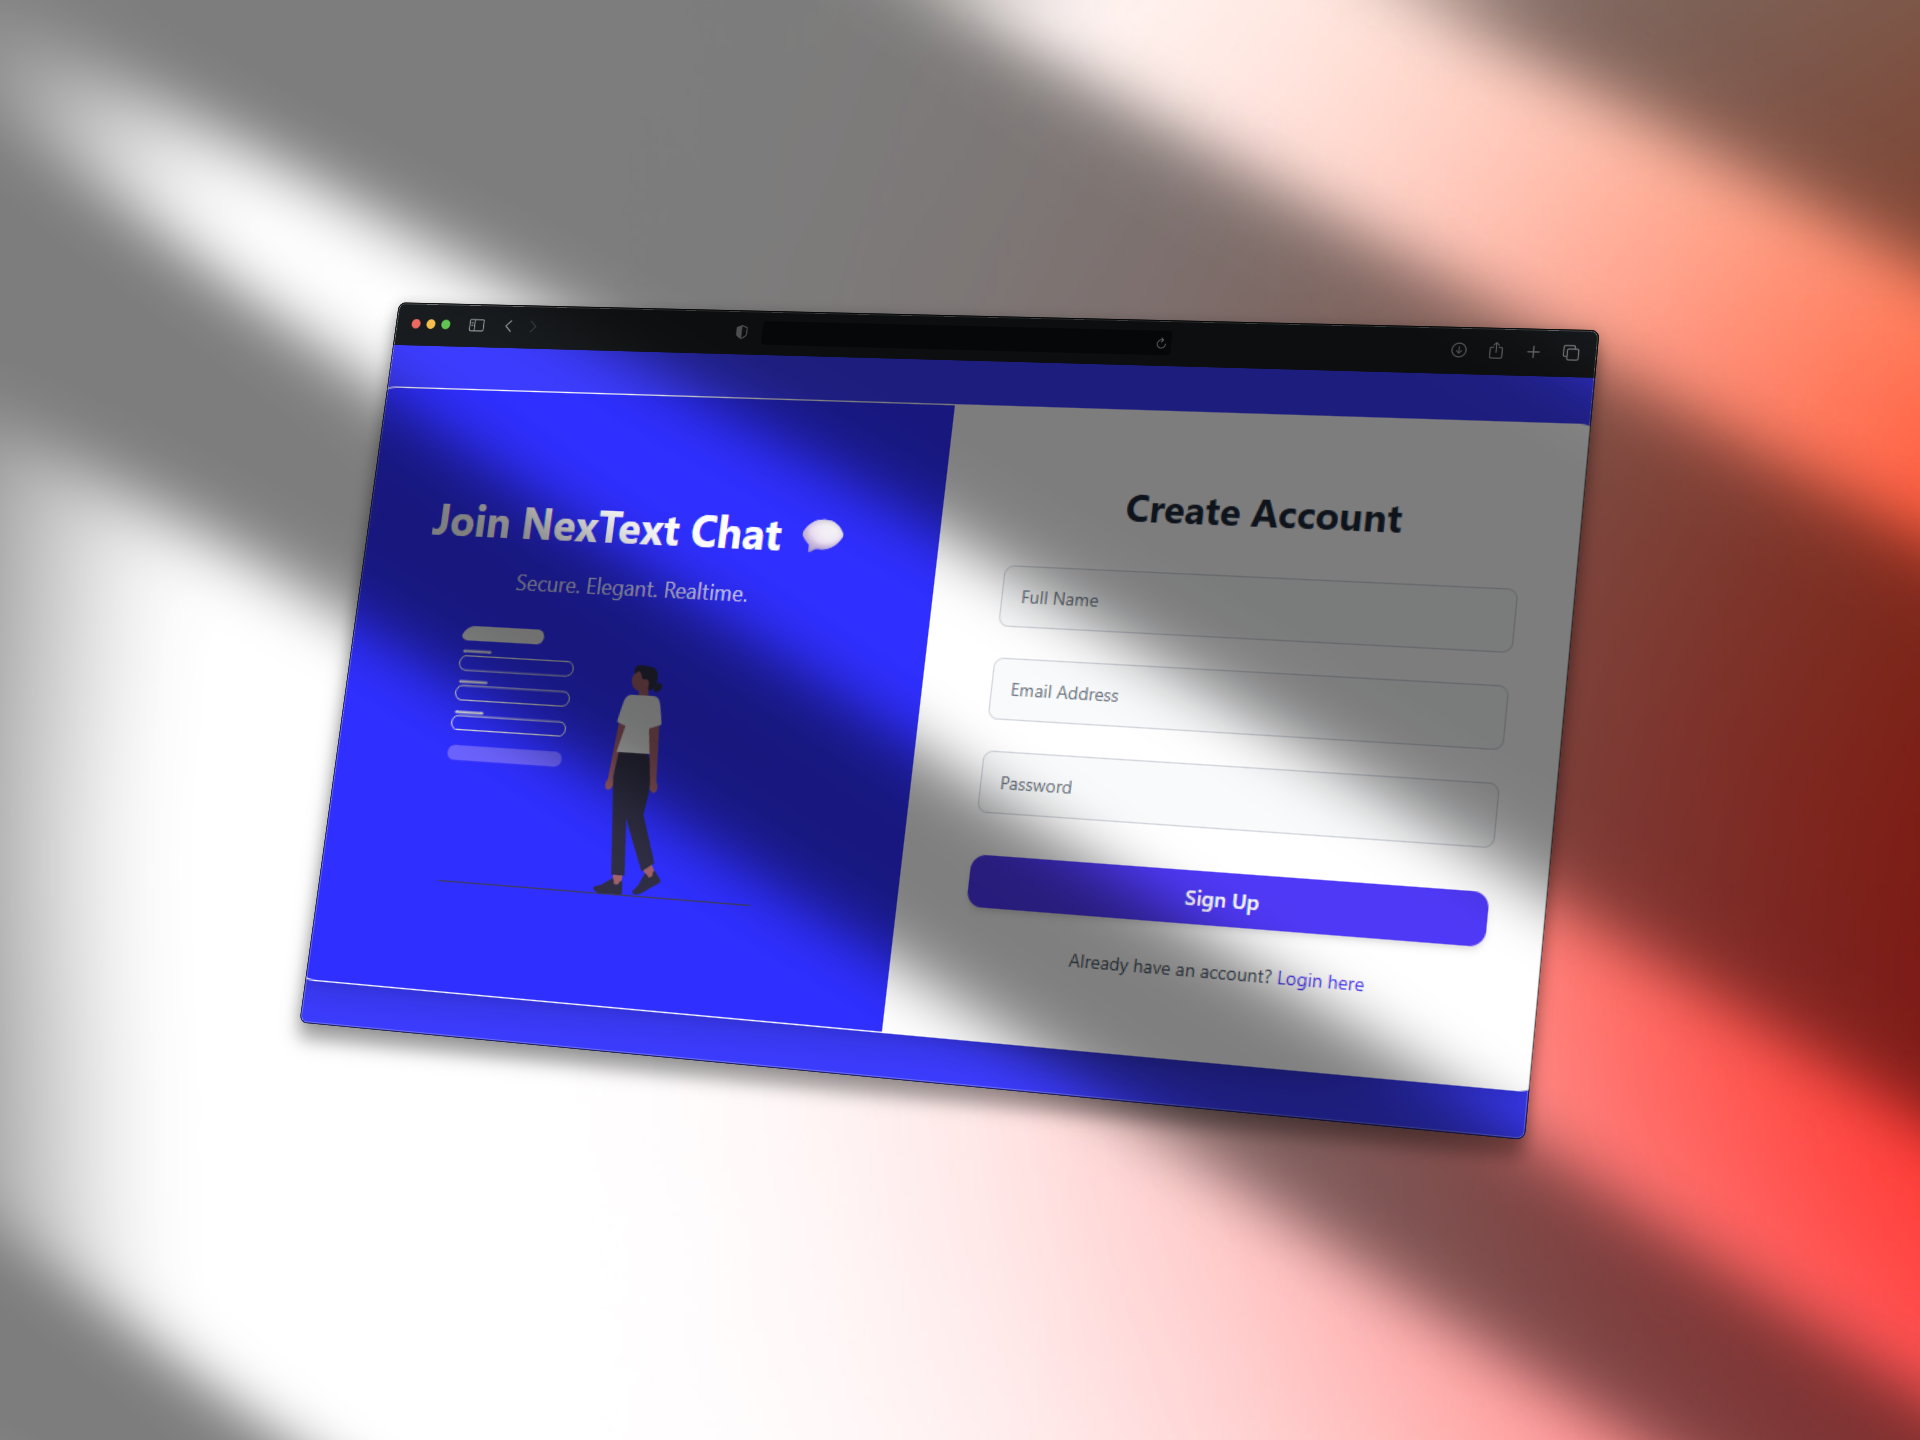 Join NexText Chat 💬
Secure. Elegant. Realtime.
Create Account
Full Name
Email Address
Password
Sign Up
Already have an account? Login here